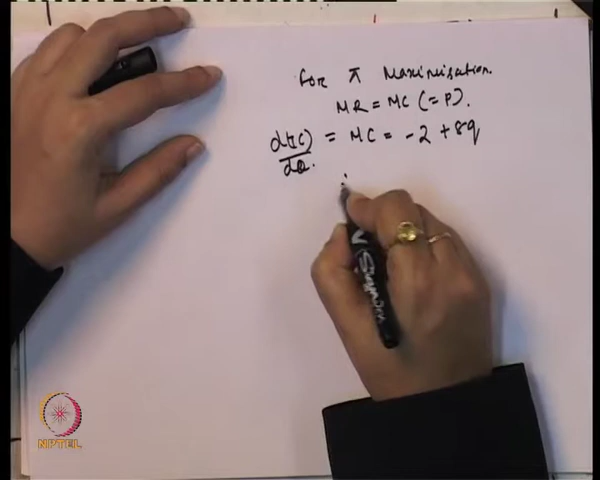 for π Maximisation.
MR = MC (= P).
d(TC)/dQ. = MC = -2 + 8q
NPTEL